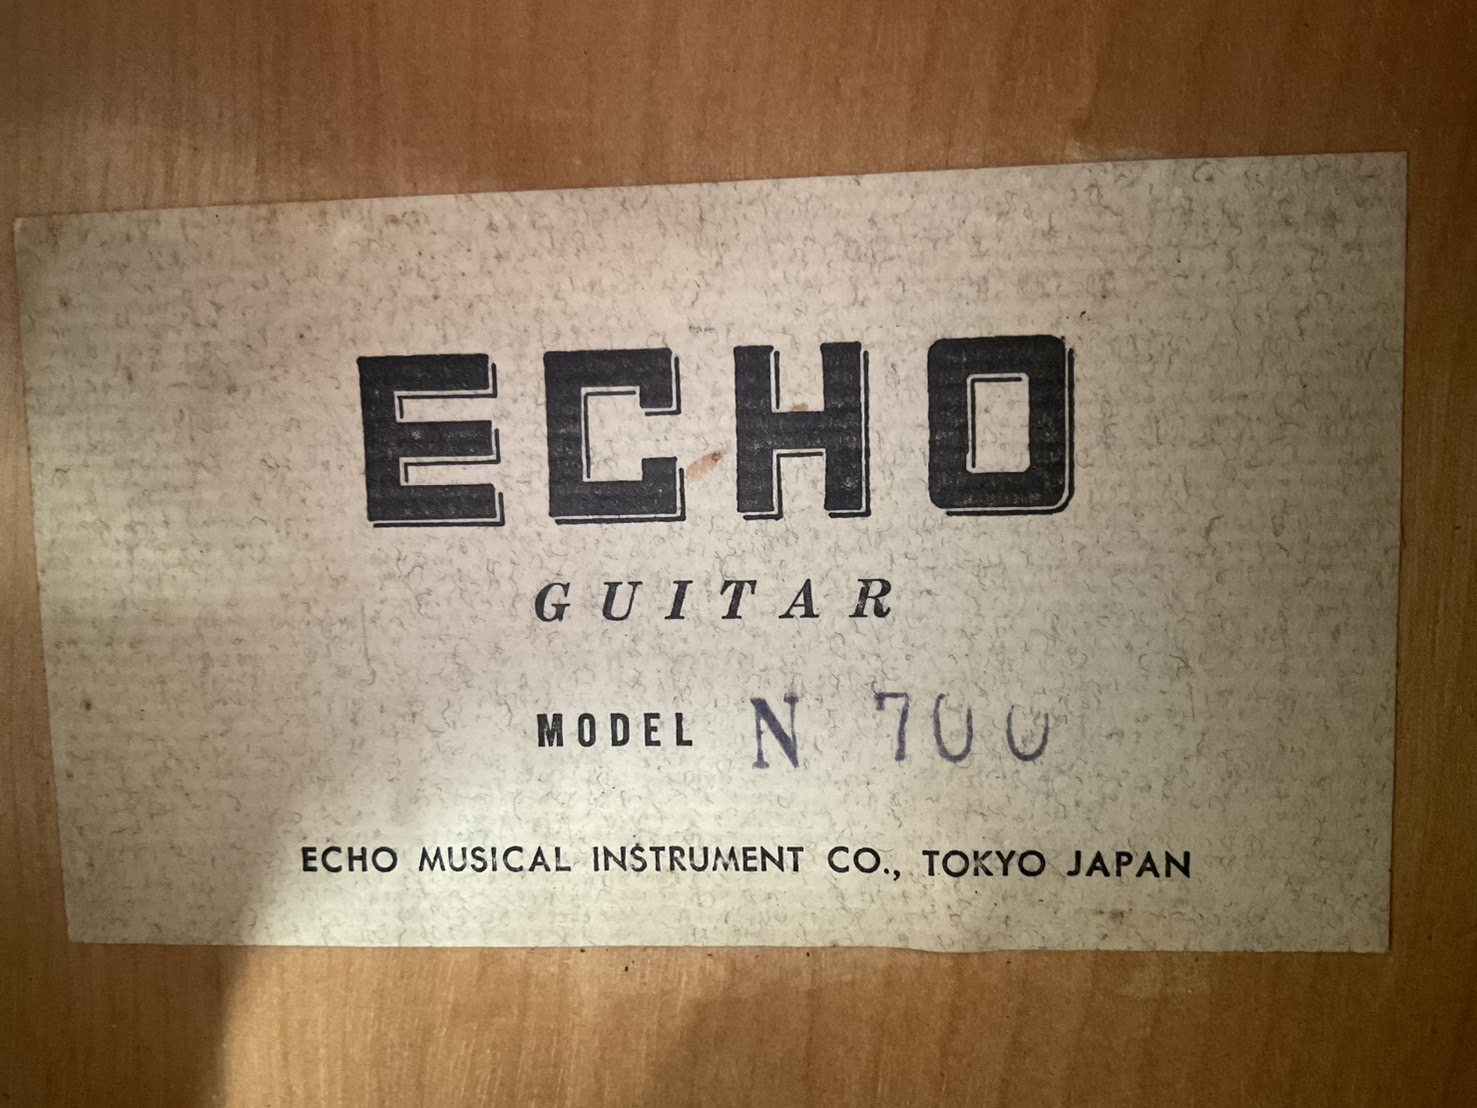 ECHO
GUITAR
MODEL N 700
ECHO MUSICAL INSTRUMENT CO., TOKYO JAPAN